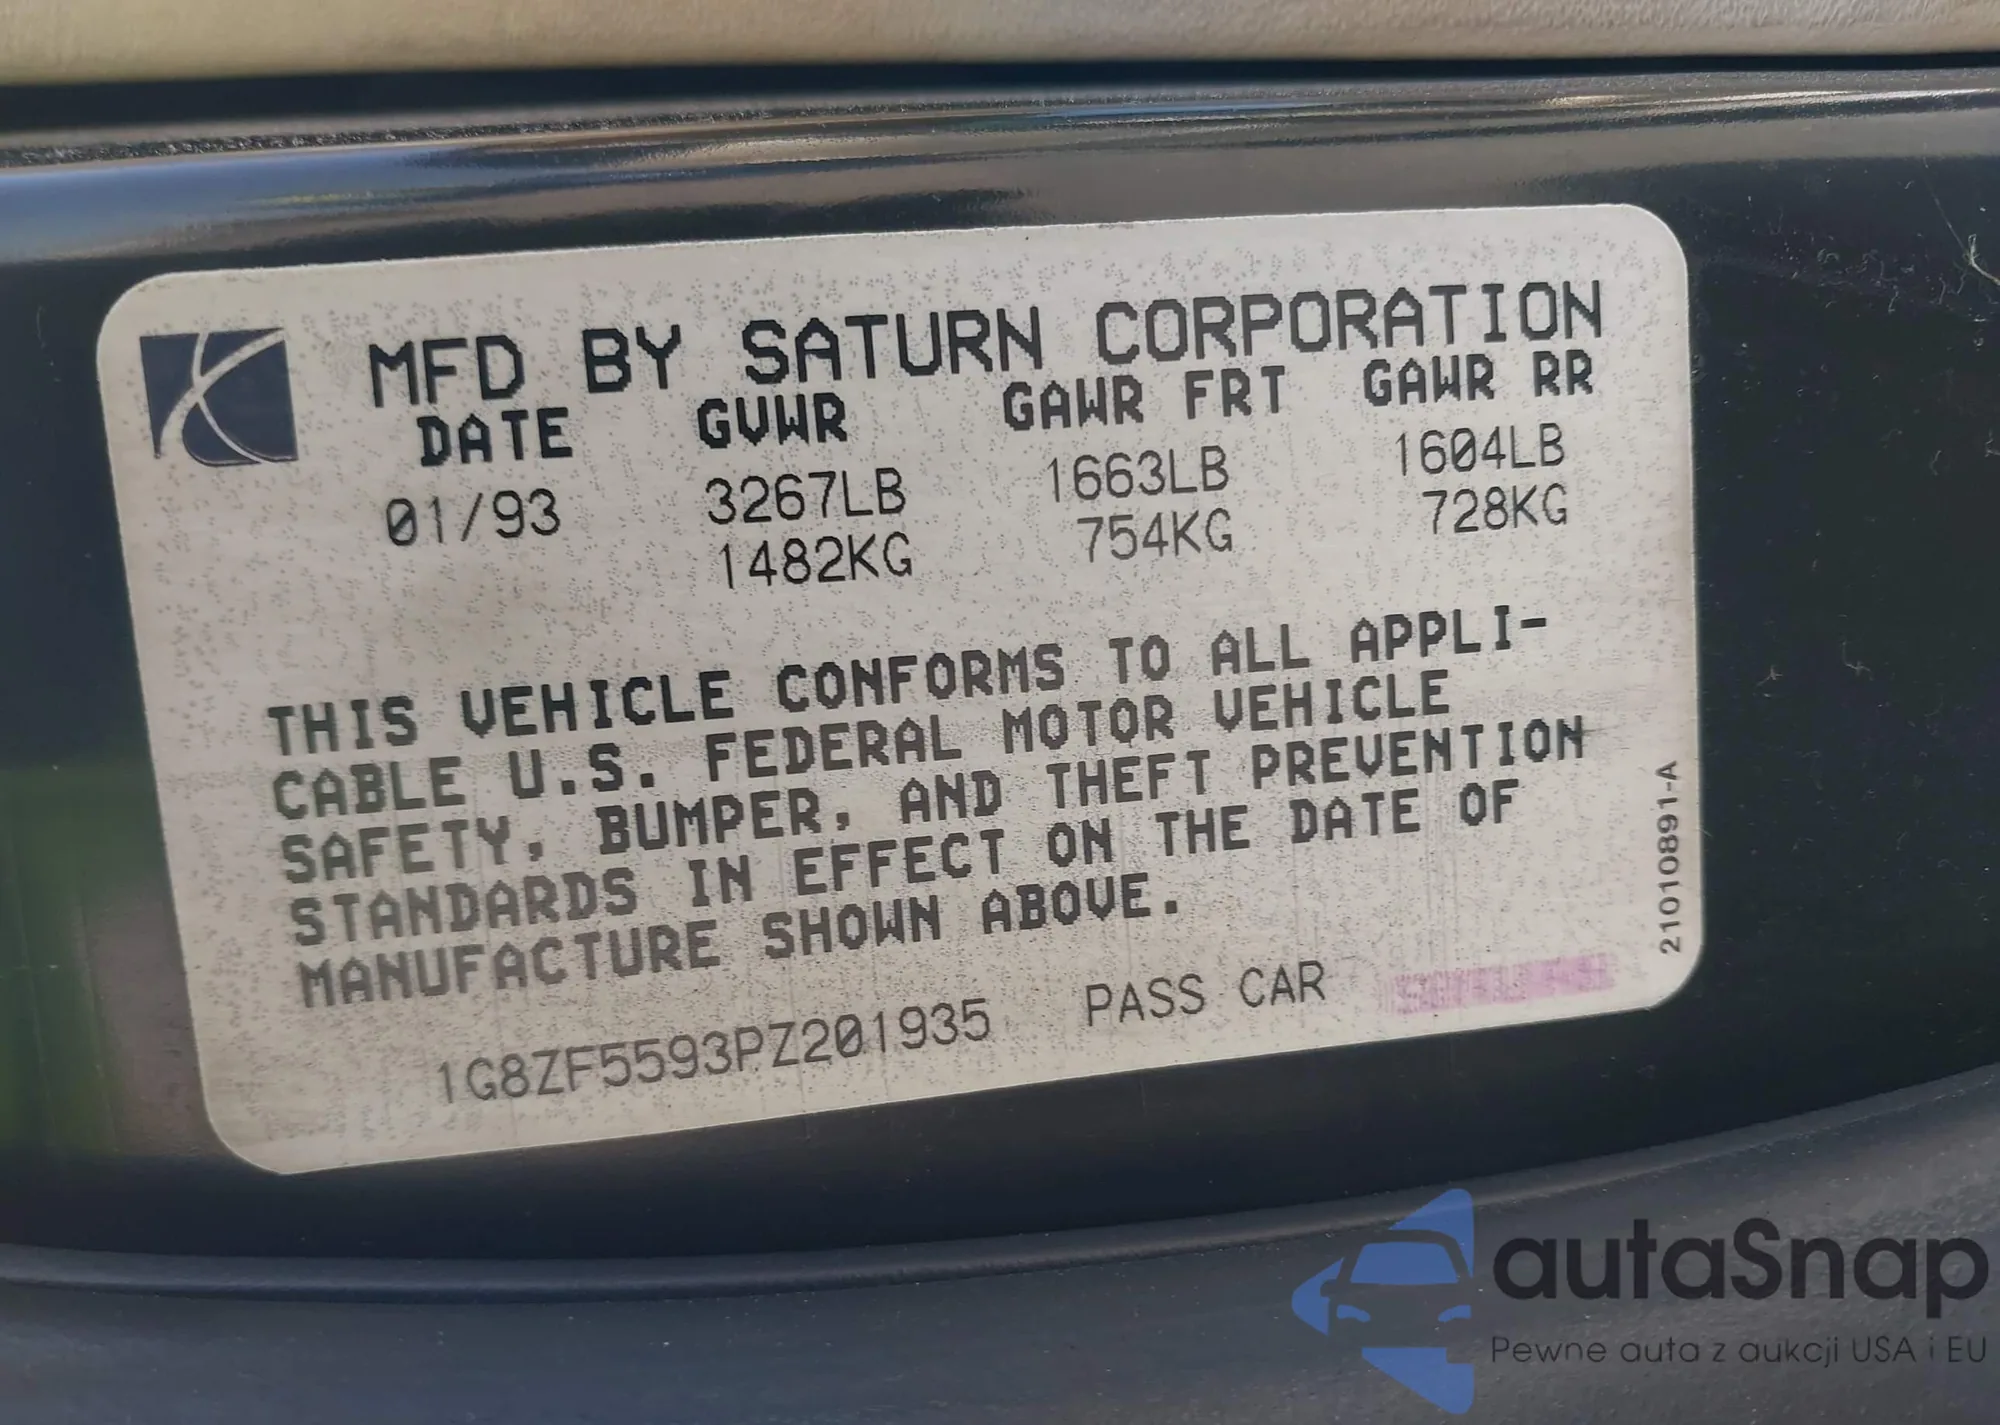 MFD BY SATURN CORPORATION
DATE GVWR GAWR FRT GAWR RR
01/93 3267LB 1663LB 1604LB
1482KG 754KG 728KG
THIS VEHICLE CONFORMS TO ALL APPLI-
CABLE U.S. FEDERAL MOTOR VEHICLE
SAFETY, BUMPER, AND THEFT PREVENTION
STANDARDS IN EFFECT ON THE DATE OF
MANUFACTURE SHOWN ABOVE.
1G8ZF5593PZ201935 PASS CAR
21010891-A
autaSnap
Pewne auta z aukcji USA i EU